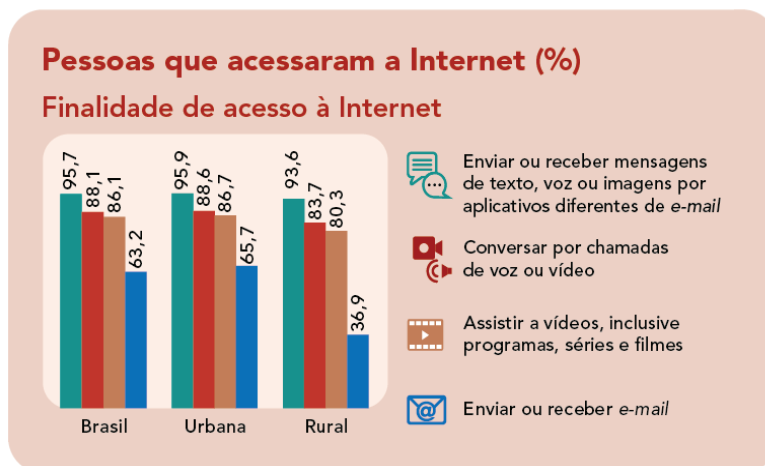 Pessoas que acessaram a Internet (%)
Finalidade de acesso à Internet
95,7
88,1
86,1
63,2
95,9
88,6
86,7
65,7
93,6
83,7
80,3
36,9
Brasil
Urbana
Rural
Enviar ou receber mensagens
de texto, voz ou imagens por
aplicativos diferentes de e-mail
Conversar por chamadas
de voz ou vídeo
Assistir a vídeos, inclusive
programas, séries e filmes
@
Enviar ou receber e-mail